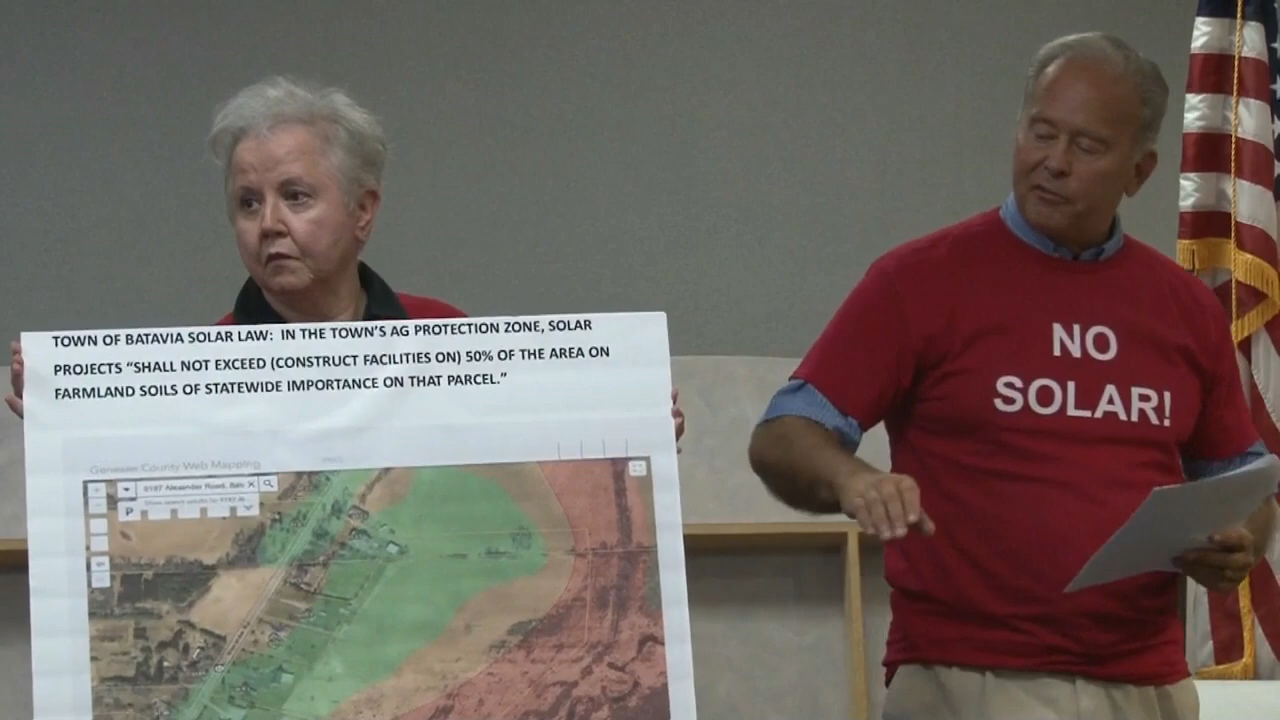 TOWN OF BATAVIA SOLAR LAW: IN THE TOWN'S AG PROTECTION ZONE, SOLAR
PROJECTS "SHALL NOT EXCEED (CONSTRUCT FACILITIES ON) 50% OF THE AREA ON
FARMLAND SOILS OF STATEWIDE IMPORTANCE ON THAT PARCEL."
Genesee County Web Mapping
Alexander Road,
P
NO
SOLAR!